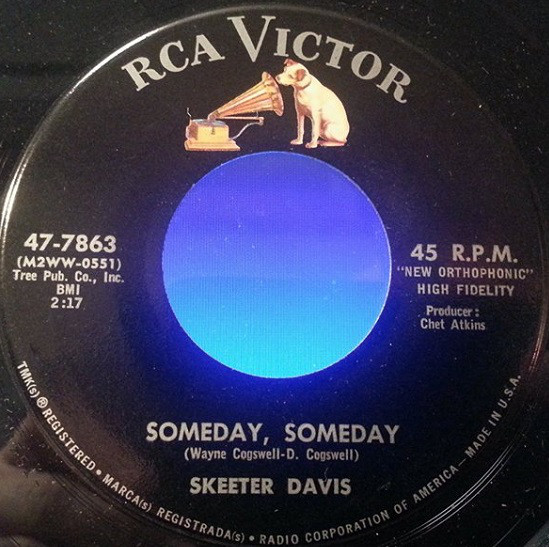 RCA VICTOR
47-7863
(M2WW-0551)
Tree Pub. Co., Inc.
BMI
2:17
45 R.P.M.
"NEW ORTHOPHONIC"
HIGH FIDELITY
Producer:
Chet Atkins
SOMEDAY, SOMEDAY
(Wayne Cogswell-D. Cogswell)
SKEETER DAVIS
TMK(s) ® REGISTERED • MARCA(s) REGISTRADA(s) • RADIO CORPORATION OF AMERICA—MADE IN U.S.A.